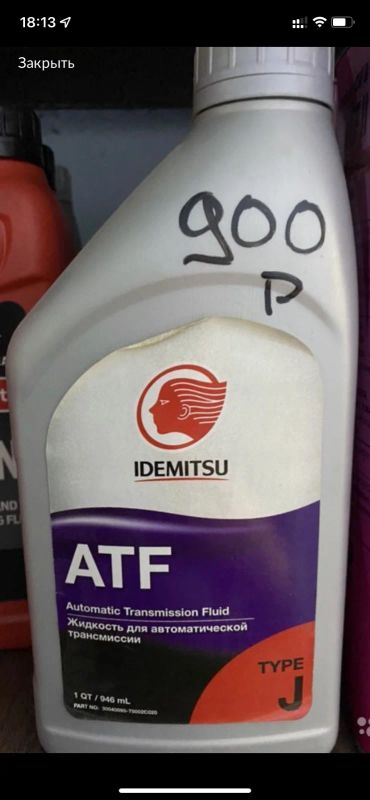 18:13
Закрыть
900
р
IDEMITSU
ATF
Automatic Transmission Fluid
Жидкость для автоматической
трансмиссии
TYPE
J
1 QT / 946 mL